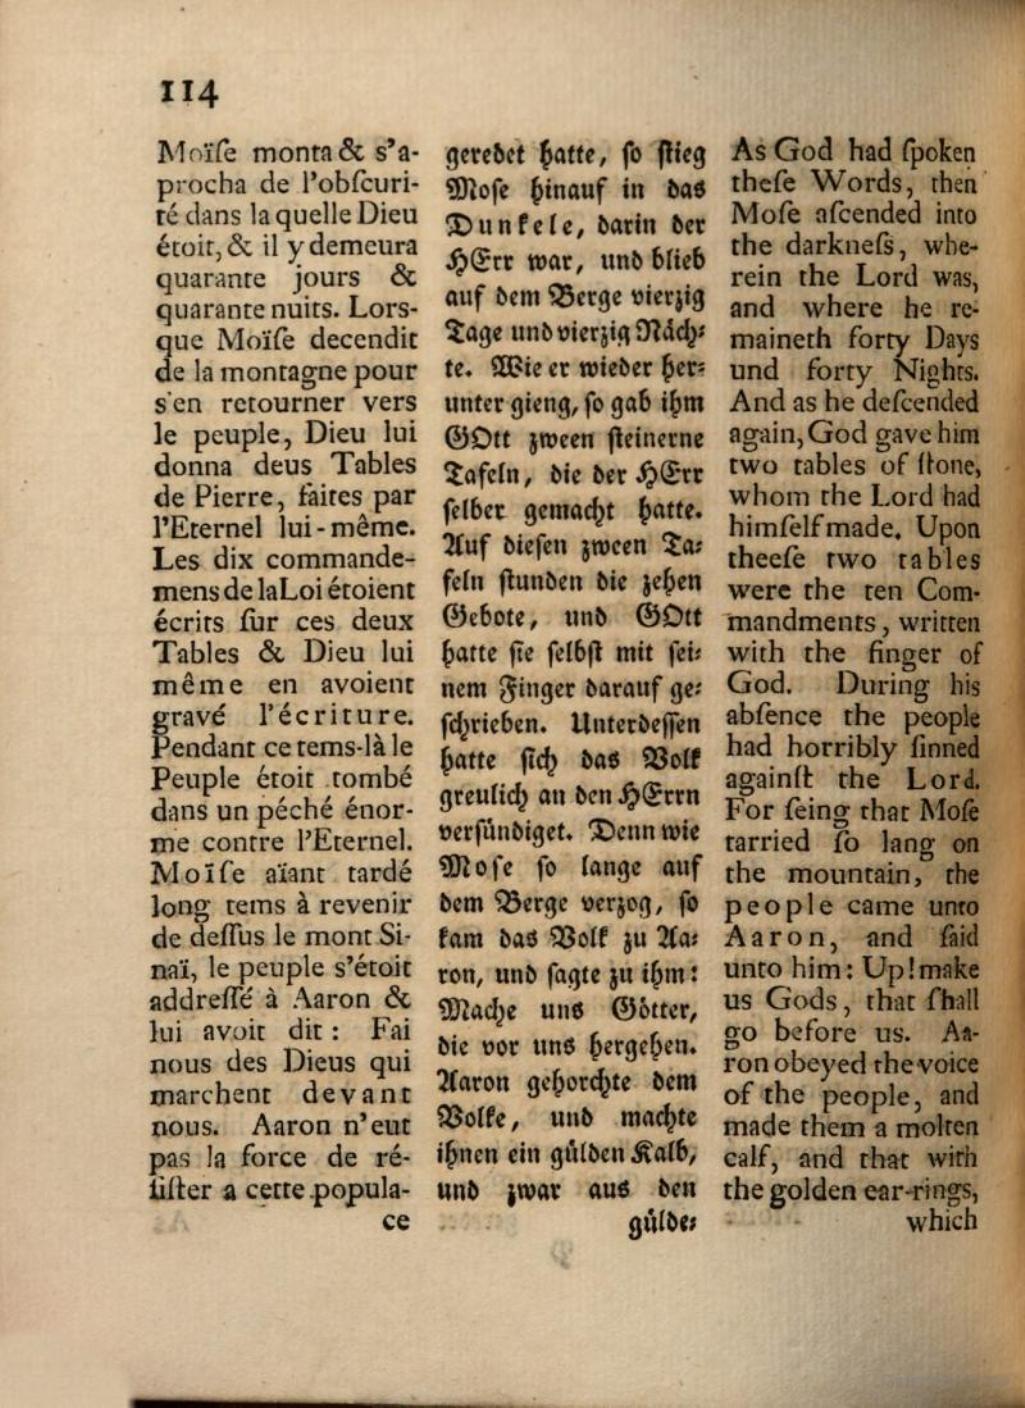 114
Moïſe monta & s'a-
procha de l'obſcuri-
té dans la quelle Dieu
étoit, & il y demeura
quarante jours &
quarante nuits. Lors-
que Moïſe decendit
de la montagne pour
s'en retourner vers
le peuple, Dieu lui
donna deus Tables
de Pierre, faites par
l'Eternel lui-même.
Les dix commande-
mens de la Loi étoient
écrits ſur ces deux
Tables & Dieu lui
même en avoient
gravé l'écriture.
Pendant ce tems-là le
Peuple étoit tombé
dans un péché énor-
me contre l'Eternel.
Moïſe aïant tardé
long tems à revenir
de deſſus le mont Si-
naï, le peuple s'étoit
addreſſé à Aaron &
lui avoit dit: Fai
nous des Dieus qui
marchent devant
nous. Aaron n'eut
pas la force de ré-
ſiſter a cette popula-
ce
geredet hatte, ſo ſtieg
Moſe hinauf in das
Dunkele, darin der
HErr war, und blieb
auf dem Berge vierzig
Tage und vierzig Näch-
te. Wie er wieder her-
unter gieng, ſo gab ihm
GOtt zween ſteinerne
Tafeln, die der HErr
ſelber gemacht hatte.
Auf dieſen zween Ta-
feln ſtunden die zehen
Gebote, und GOtt
hatte ſie ſelbſt mit ſei-
nem Finger darauf ge-
ſchrieben. Unterdeſſen
hatte ſich das Volk
greulich an den HErrn
verſündiget. Denn wie
Moſe ſo lange auf
dem Berge verzog, ſo
kam das Volk zu Aa-
ron, und ſagte zu ihm:
Mache uns Götter,
die vor uns hergehen.
Aaron gehorchte dem
Volke, und machte
ihnen ein gülden Kalb,
und zwar aus den
gülde-
As God had ſpoken
theſe Words, then
Moſe aſcended into
the darkneſs, whe-
rein the Lord was,
and where he re-
maineth forty Days
und forty Nights.
And as he deſcended
again, God gave him
two tables of ſtone,
whom the Lord had
himſelf made. Upon
theeſe two tables
were the ten Com-
mandments, written
with the finger of
God. During his
abſence the people
had horribly ſinned
againſt the Lord.
For ſeing that Moſe
tarried ſo lang on
the mountain, the
people came unto
Aaron, and ſaid
unto him: Up! make
us Gods, that ſhall
go before us. Aa-
ron obeyed the voice
of the people, and
made them a molten
calf, and that with
the golden ear-rings,
which